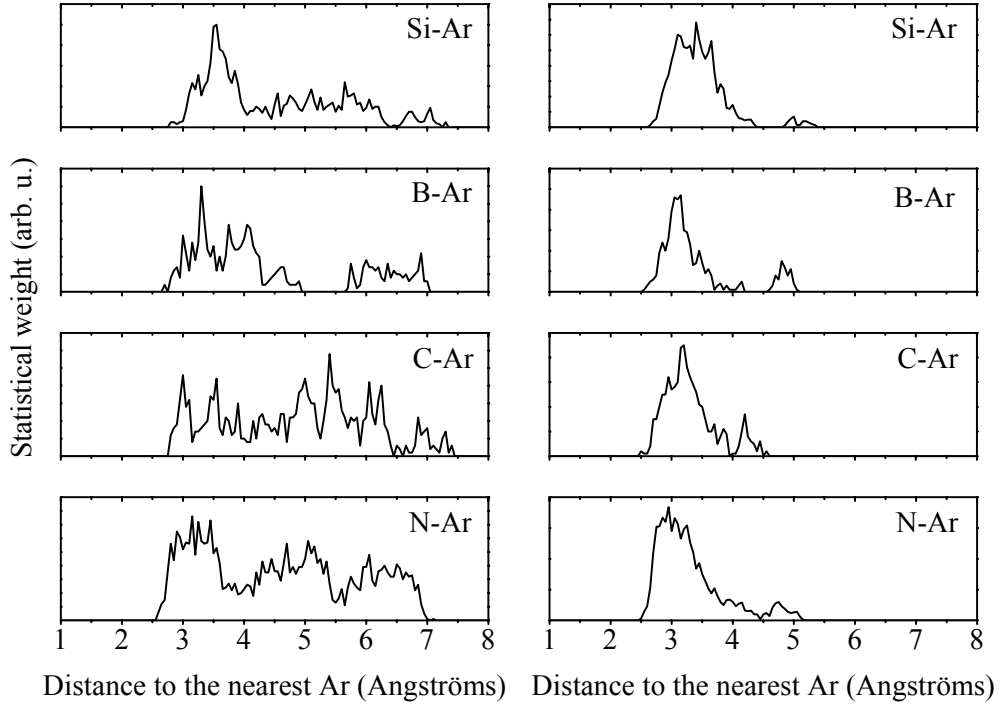 Si-Ar
Si-Ar
B-Ar
B-Ar
C-Ar
C-Ar
N-Ar
N-Ar
Statistical weight (arb. u.)
1 2 3 4 5 6 7 8
1 2 3 4 5 6 7 8
Distance to the nearest Ar (Angströms)
Distance to the nearest Ar (Angströms)